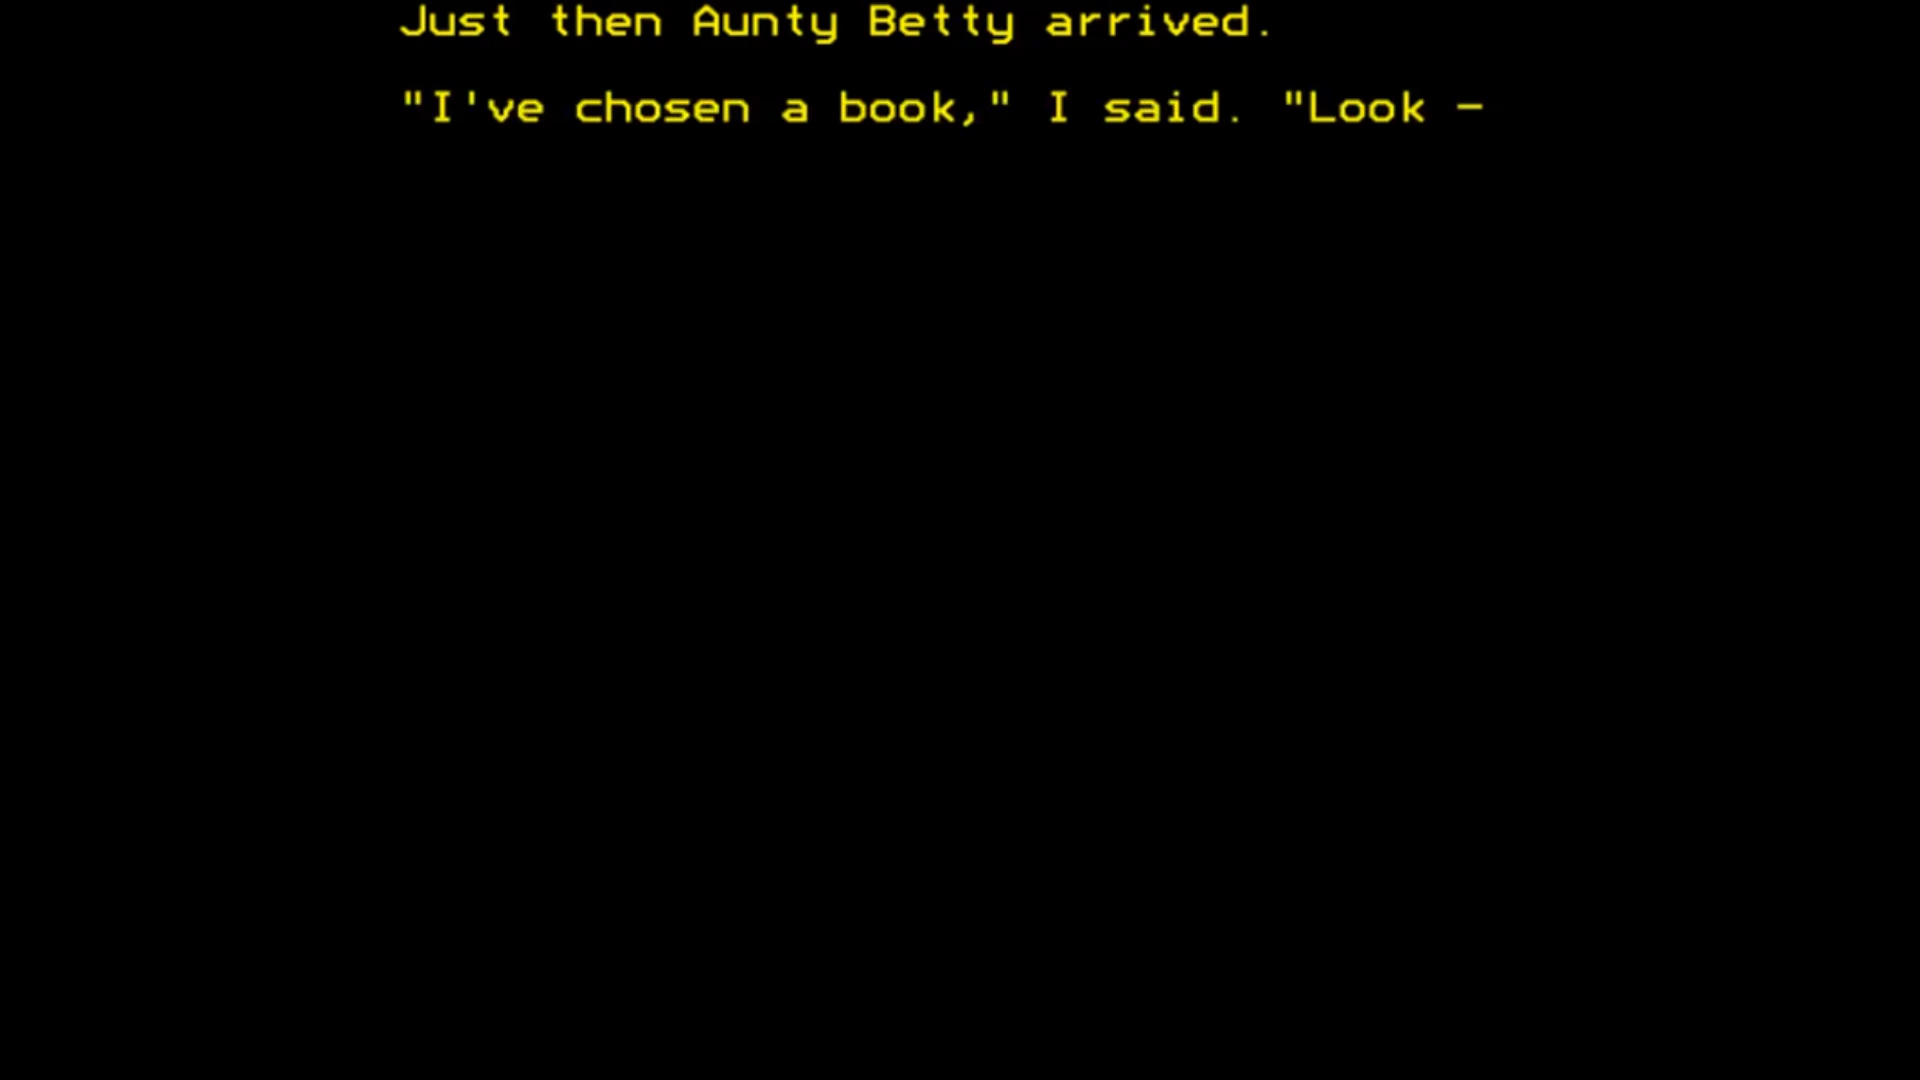 Just then Aunty Betty arrived.
"I've chosen a book," I said. "Look -